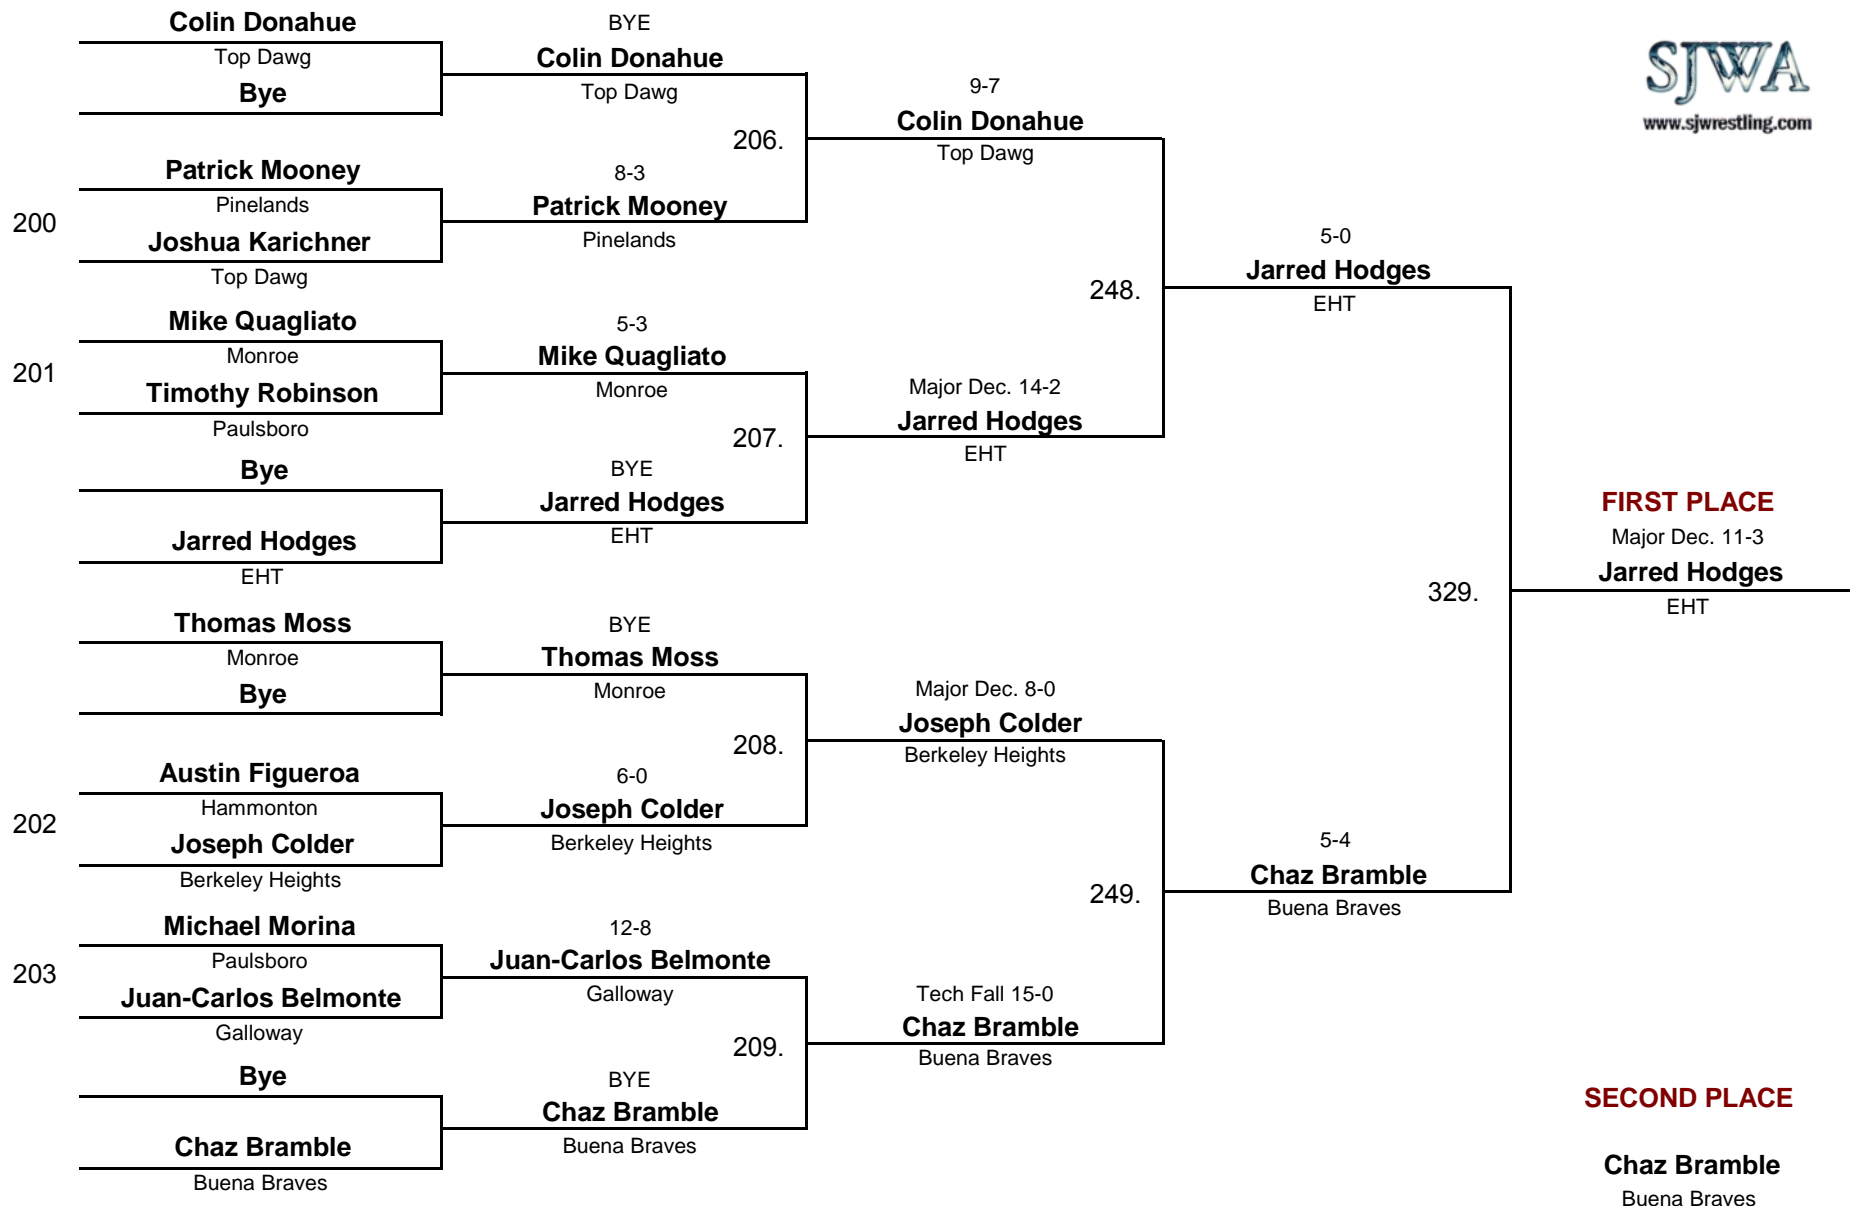 Colin Donahue
Top Dawg
Bye
200
Patrick Mooney
Pinelands
Joshua Karichner
Top Dawg
201
Mike Quagliato
Monroe
Timothy Robinson
Paulsboro
Bye
Jarred Hodges
EHT
Thomas Moss
Monroe
Bye
202
Austin Figueroa
Hammonton
Joseph Colder
Berkeley Heights
203
Michael Morina
Paulsboro
Juan-Carlos Belmonte
Galloway
Bye
Chaz Bramble
Buena Braves
BYE
Colin Donahue
Top Dawg
206.
8-3
Patrick Mooney
Pinelands
5-3
Mike Quagliato
Monroe
207.
BYE
Jarred Hodges
EHT
BYE
Thomas Moss
Monroe
208.
6-0
Joseph Colder
Berkeley Heights
12-8
Juan-Carlos Belmonte
Galloway
209.
BYE
Chaz Bramble
Buena Braves
9-7
Colin Donahue
Top Dawg
248.
Major Dec. 14-2
Jarred Hodges
EHT
Major Dec. 8-0
Joseph Colder
Berkeley Heights
249.
Tech Fall 15-0
Chaz Bramble
Buena Braves
5-0
Jarred Hodges
EHT
329.
5-4
Chaz Bramble
Buena Braves
SJWA
www.sjwrestling.com
FIRST PLACE
Major Dec. 11-3
Jarred Hodges
EHT
SECOND PLACE
Chaz Bramble
Buena Braves